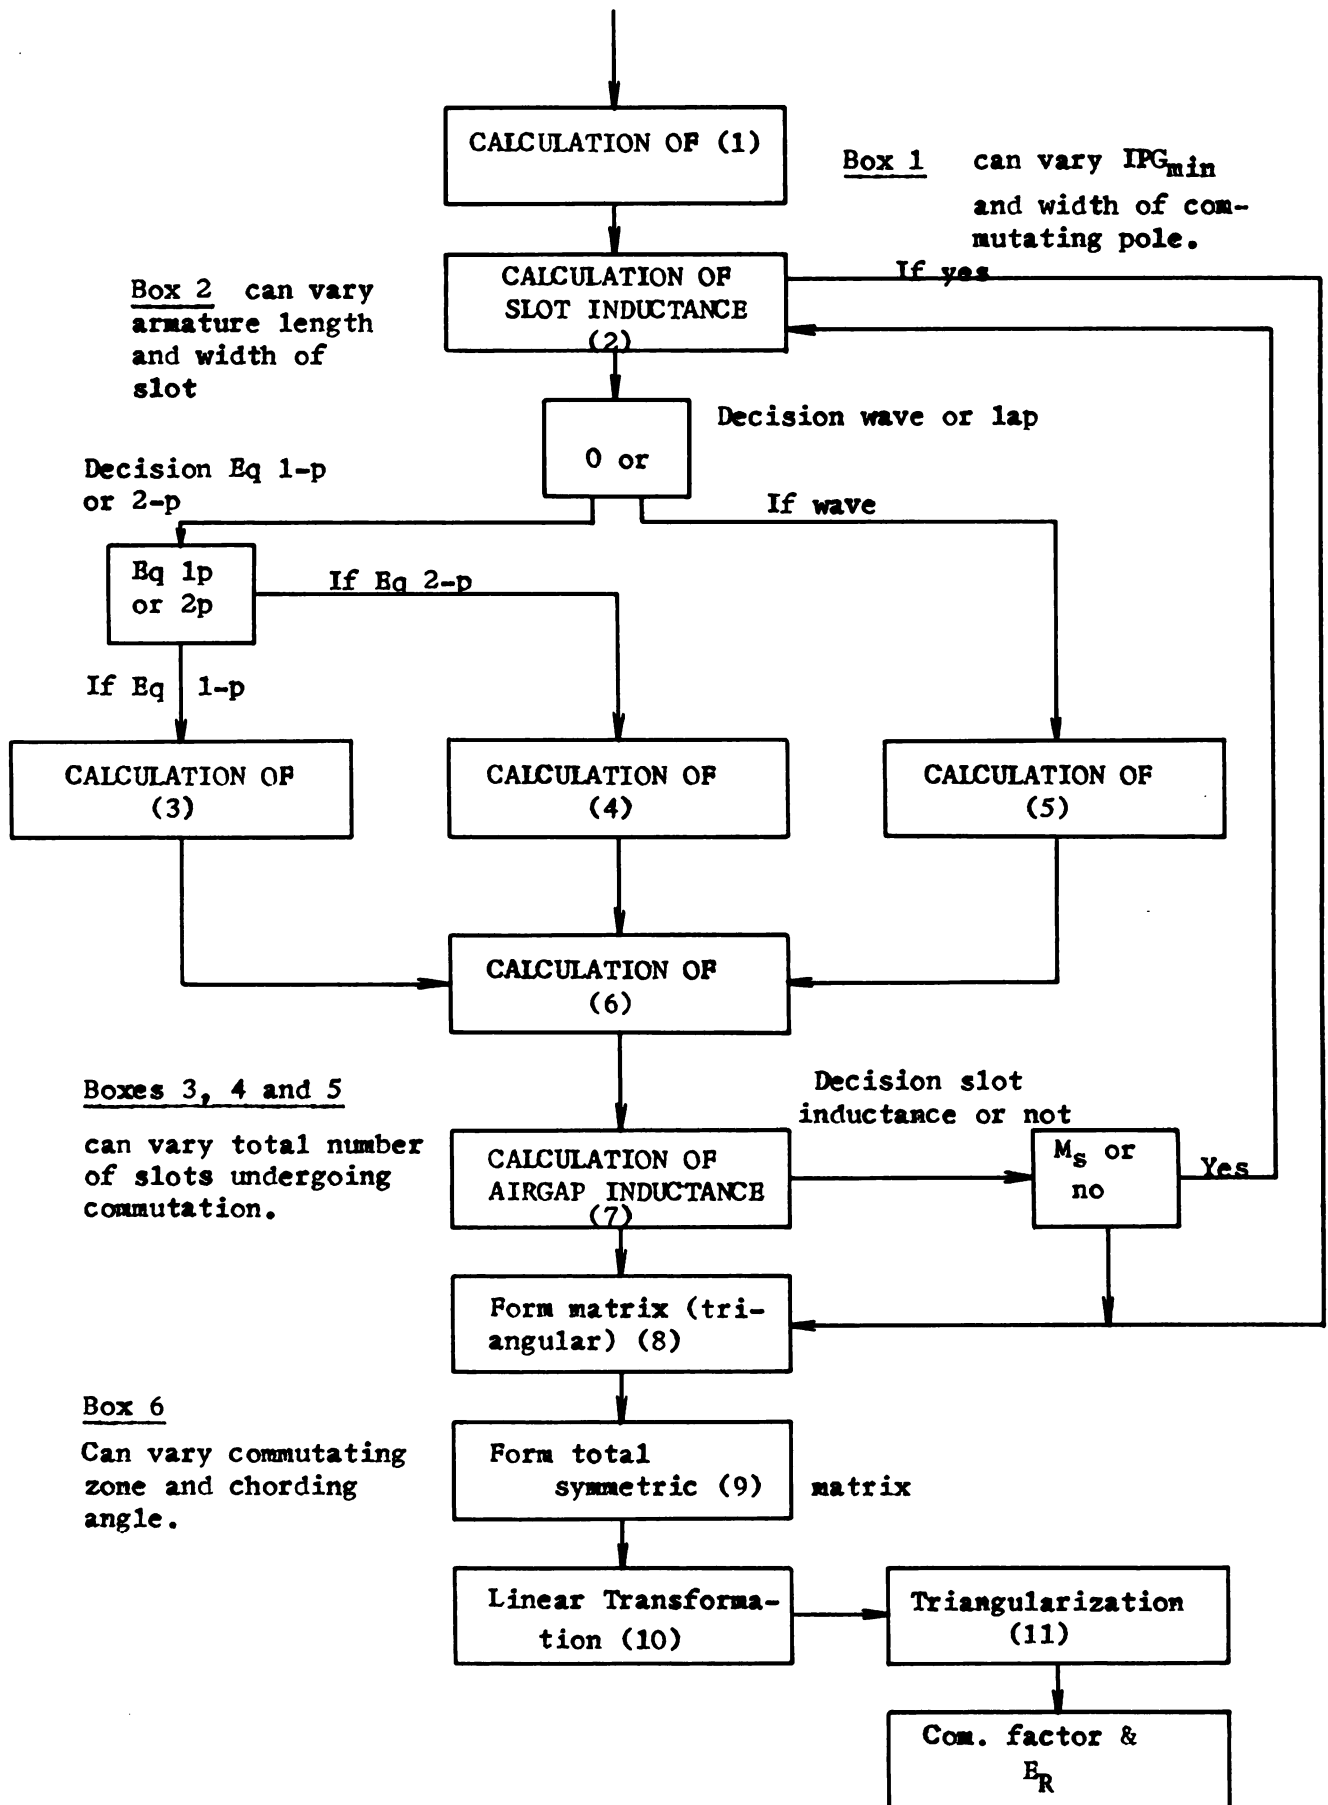 CALCULATION OF (1)
Box 1 can vary IPGmin
and width of com-
mutating pole.
If yes
CALCULATION OF
SLOT INDUCTANCE
(2)
Box 2 can vary
armature length
and width of
slot
Decision wave or lap
O or
Decision Eq 1-p
or 2-p
If wave
Eq 1p
or 2p
If Eq 2-p
If Eq 1-p
CALCULATION OF
(3)
CALCULATION OF
(4)
CALCULATION OF
(5)
CALCULATION OF
(6)
Boxes 3, 4 and 5
can vary total number
of slots undergoing
commutation.
Decision slot
inductance or not
CALCULATION OF
AIRGAP INDUCTANCE
(7)
Ms or
no
Yes
Form matrix (tri-
angular) (8)
Box 6
Can vary commutating
zone and chording
angle.
Form total
symmetric (9) matrix
Linear Transforma-
tion (10)
Triangularization
(11)
Com. factor &
ER